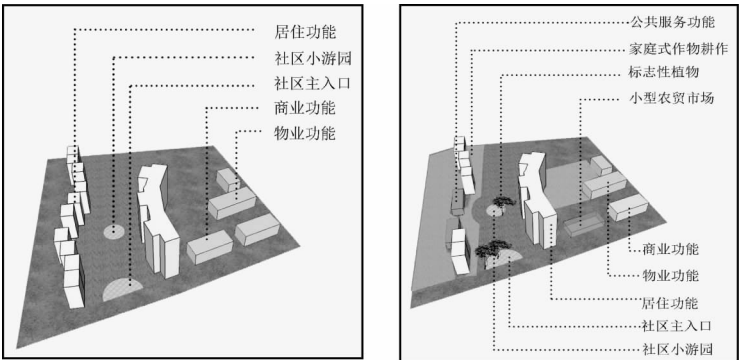 居住功能
社区小游园
社区主入口
商业功能
物业功能
公共服务功能
家庭式作物耕作
标志性植物
小型农贸市场
商业功能
物业功能
居住功能
社区主入口
社区小游园